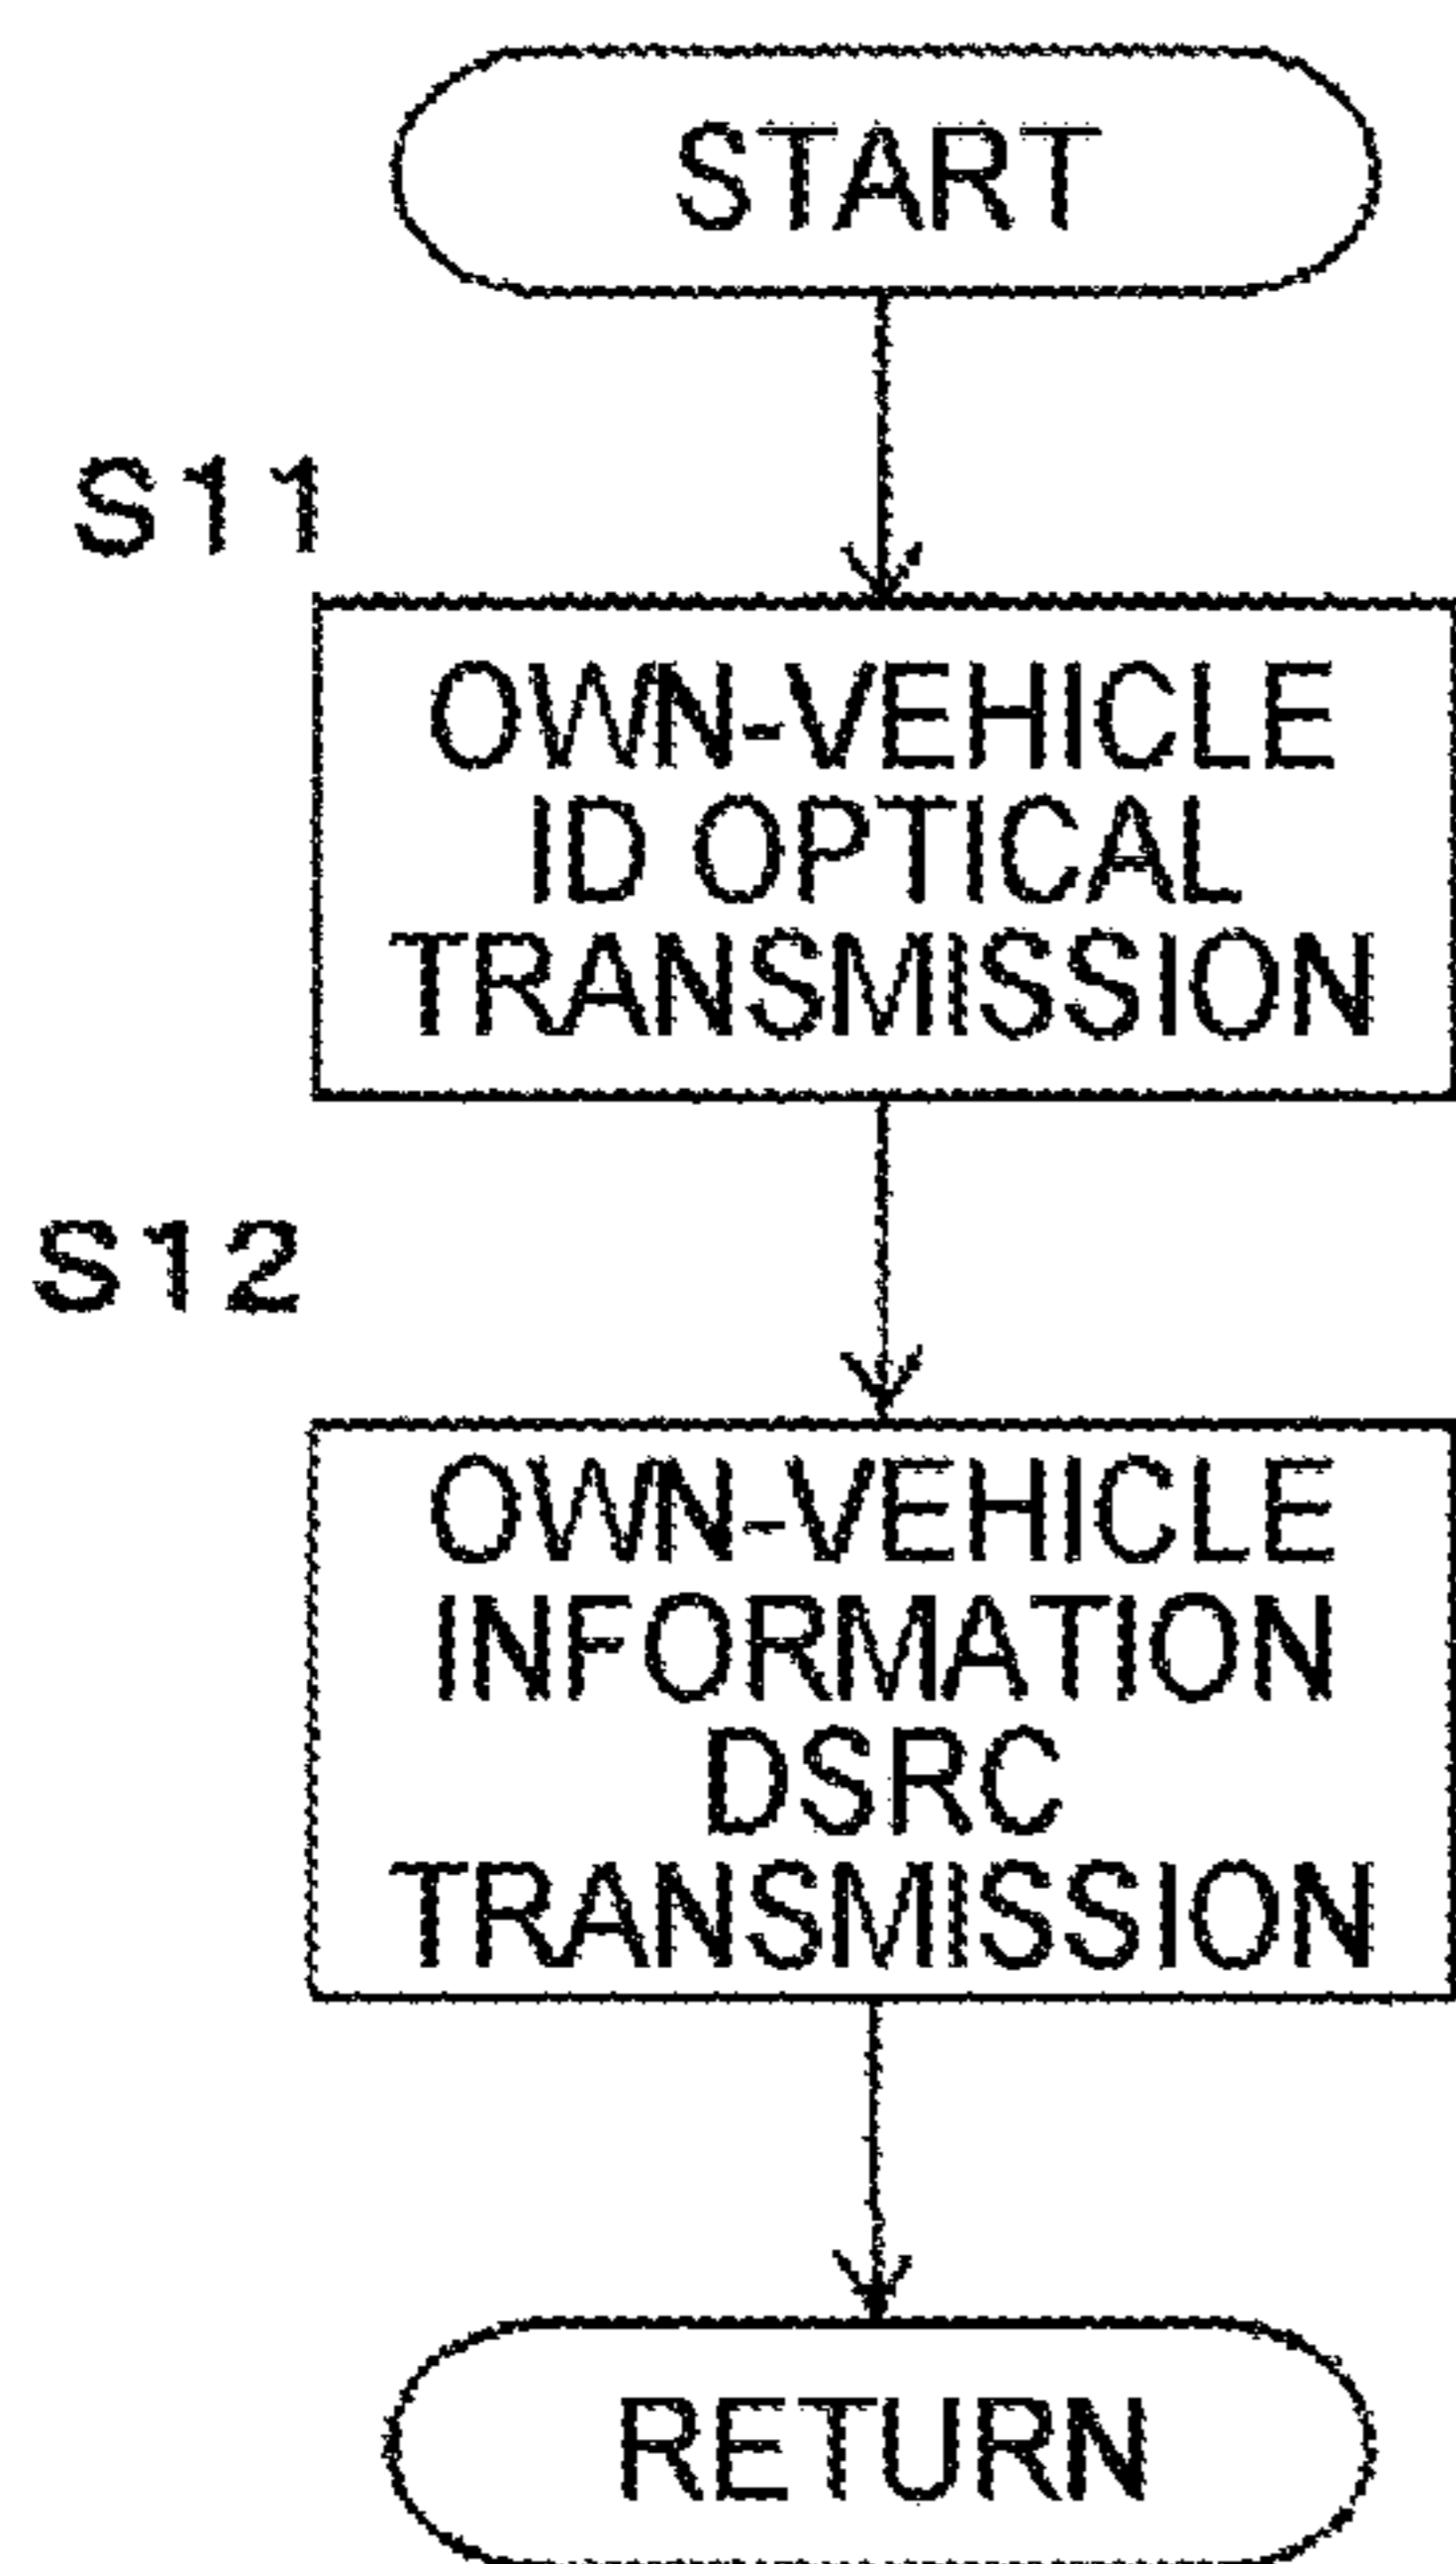 START
S11
OWN-VEHICLE
ID OPTICAL
TRANSMISSION
S12
OWN-VEHICLE
INFORMATION
DSRC
TRANSMISSION
RETURN